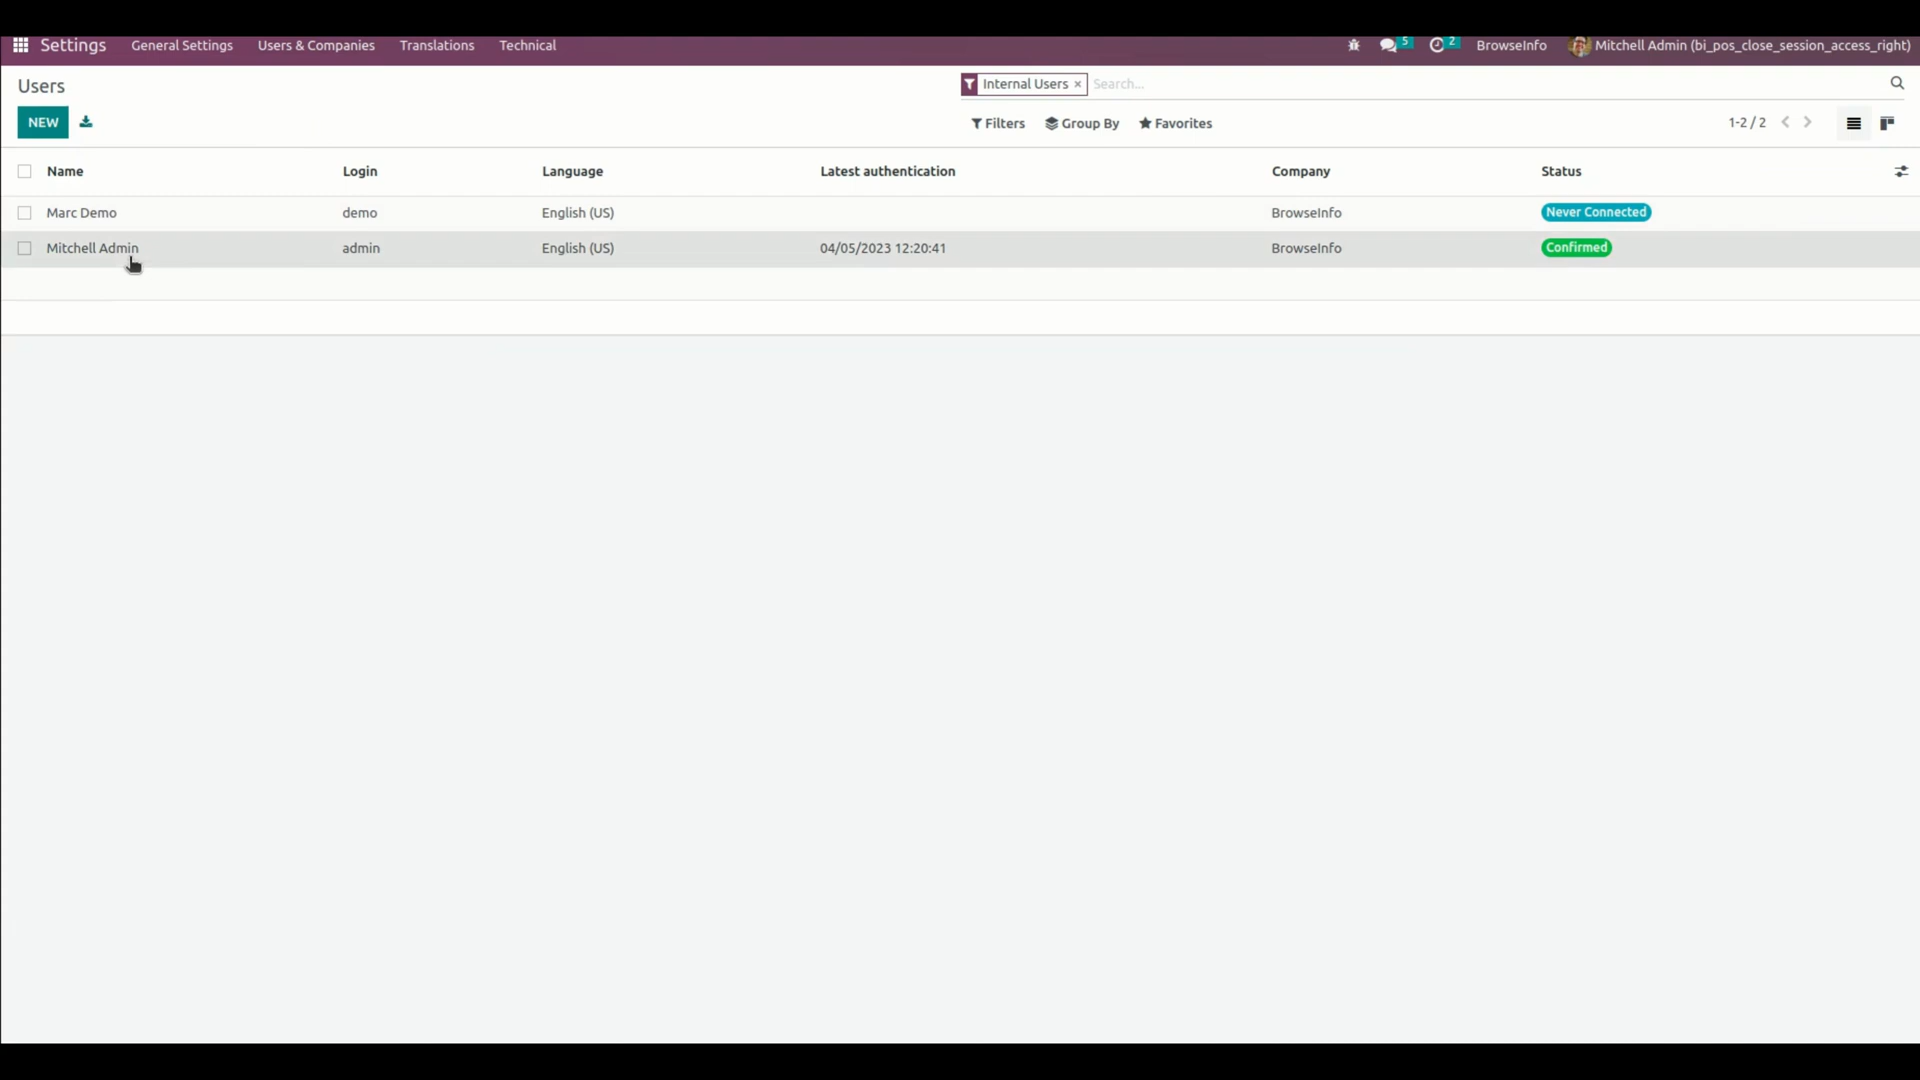 Settings General Settings Users & Companies Translations Technical 5 2 BrowseInfo Mitchell Admin (bi_pos_close_session_access_right)
Users Internal Users × Search...
NEW Filters Group By Favorites 1-2 / 2
Name Login Language Latest authentication Company Status
Marc Demo demo English (US) BrowseInfo Never Connected
Mitchell Admin admin English (US) 04/05/2023 12:20:41 BrowseInfo Confirmed